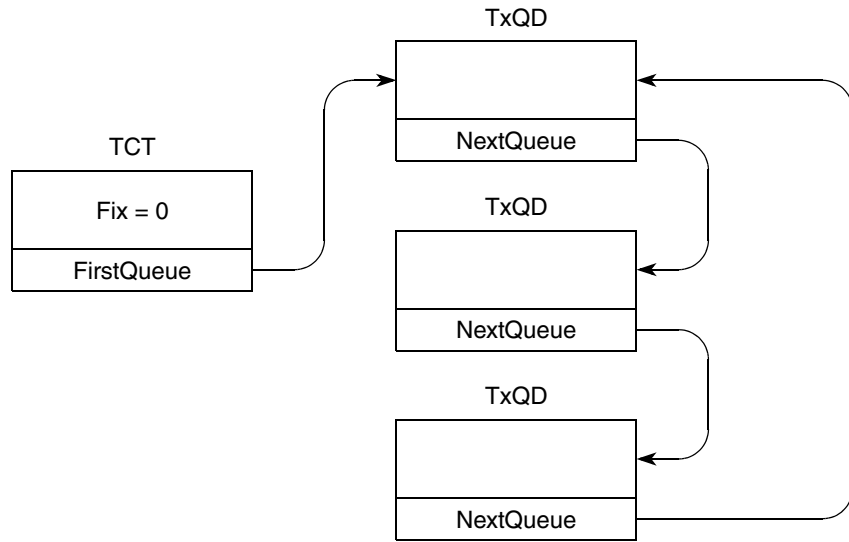 TxQD
NextQueue
TCT
Fix = 0
FirstQueue
TxQD
NextQueue
TxQD
NextQueue